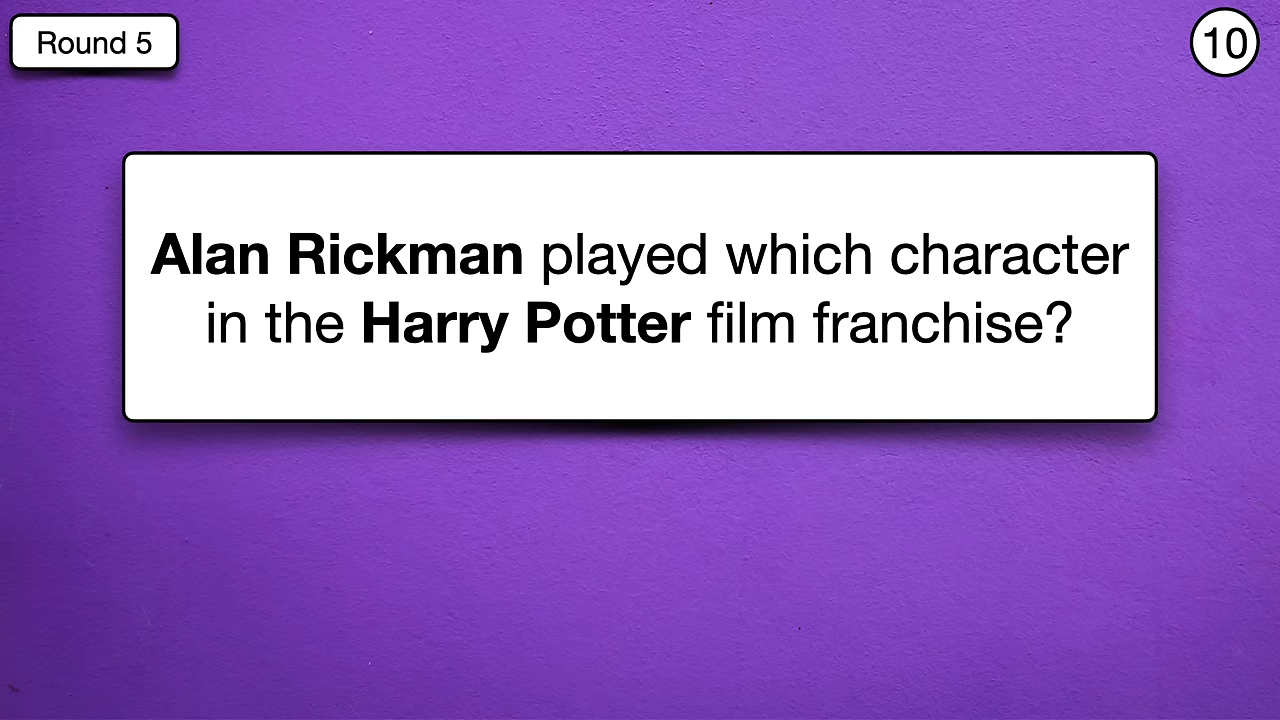 Round 5
10
Alan Rickman played which character
in the Harry Potter film franchise?